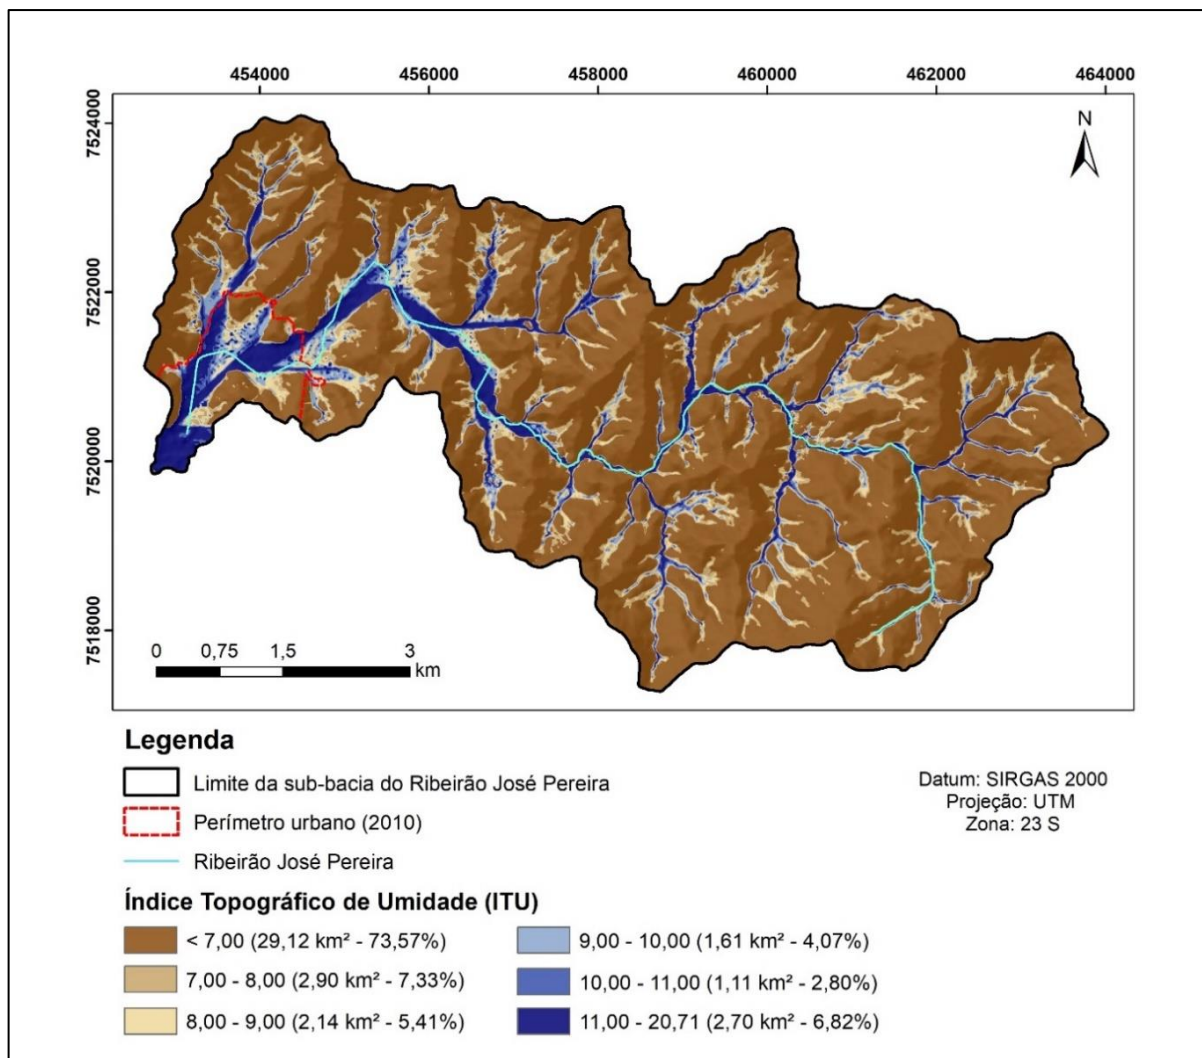 454000 456000 458000 460000 462000 464000
7524000
7522000
7520000
7518000
N
0 0,75 1,5 3
km
Legenda
Limite da sub-bacia do Ribeirão José Pereira
Perímetro urbano (2010)
Ribeirão José Pereira
Datum: SIRGAS 2000
Projeção: UTM
Zona: 23 S
Índice Topográfico de Umidade (ITU)
< 7,00 (29,12 km² - 73,57%)
7,00 - 8,00 (2,90 km² - 7,33%)
8,00 - 9,00 (2,14 km² - 5,41%)
9,00 - 10,00 (1,61 km² - 4,07%)
10,00 - 11,00 (1,11 km² - 2,80%)
11,00 - 20,71 (2,70 km² - 6,82%)